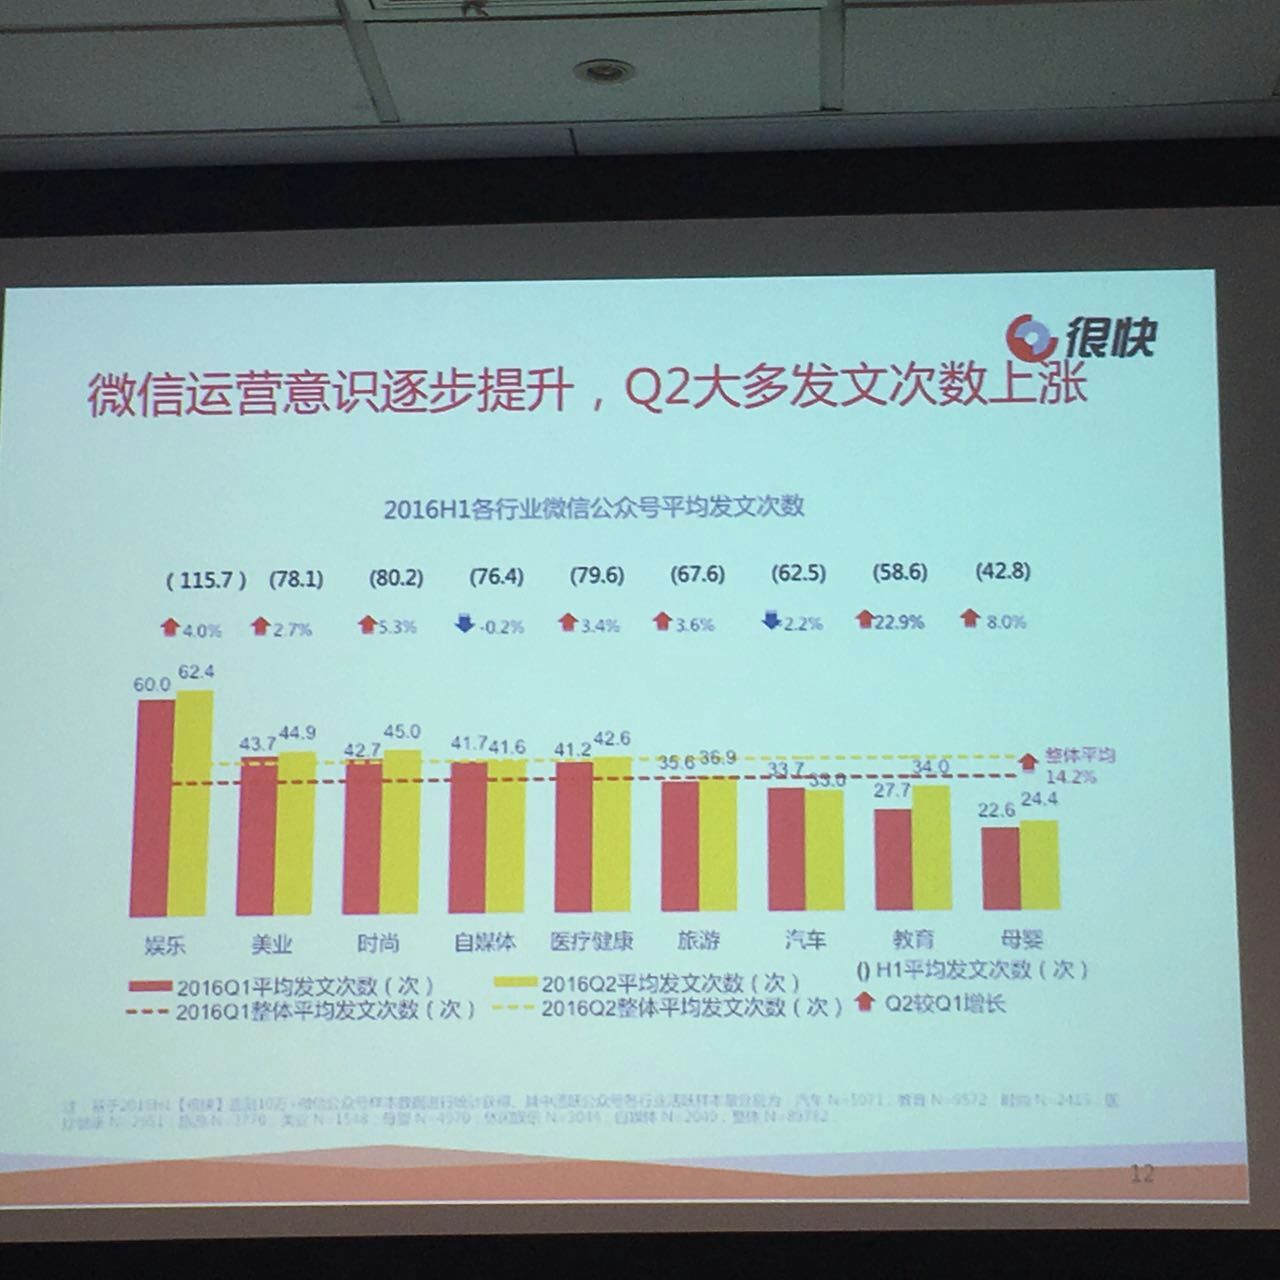 很快
微信运营意识逐步提升，Q2大多发文次数上涨
2016H1各行业微信公众号平均发文次数
( 115.7 ) (78.1) (80.2) (76.4) (79.6) (67.6) (62.5) (58.6) (42.8)
4.0% 2.7% 5.3% -0.2% 3.4% 3.6% -2.2% 22.9% 8.0%
60.0 62.4 43.7 44.9 42.7 45.0 41.7 41.6 41.2 42.6 35.6 36.9 33.7 33.0 27.7 34.0 22.6 24.4
整体平均
14.2%
娱乐 美业 时尚 自媒体 医疗健康 旅游 汽车 教育 母婴
2016Q1平均发文次数（次） 2016Q2平均发文次数（次） () H1平均发文次数（次）
2016Q1整体平均发文次数（次） 2016Q2整体平均发文次数（次） Q2较Q1增长
12